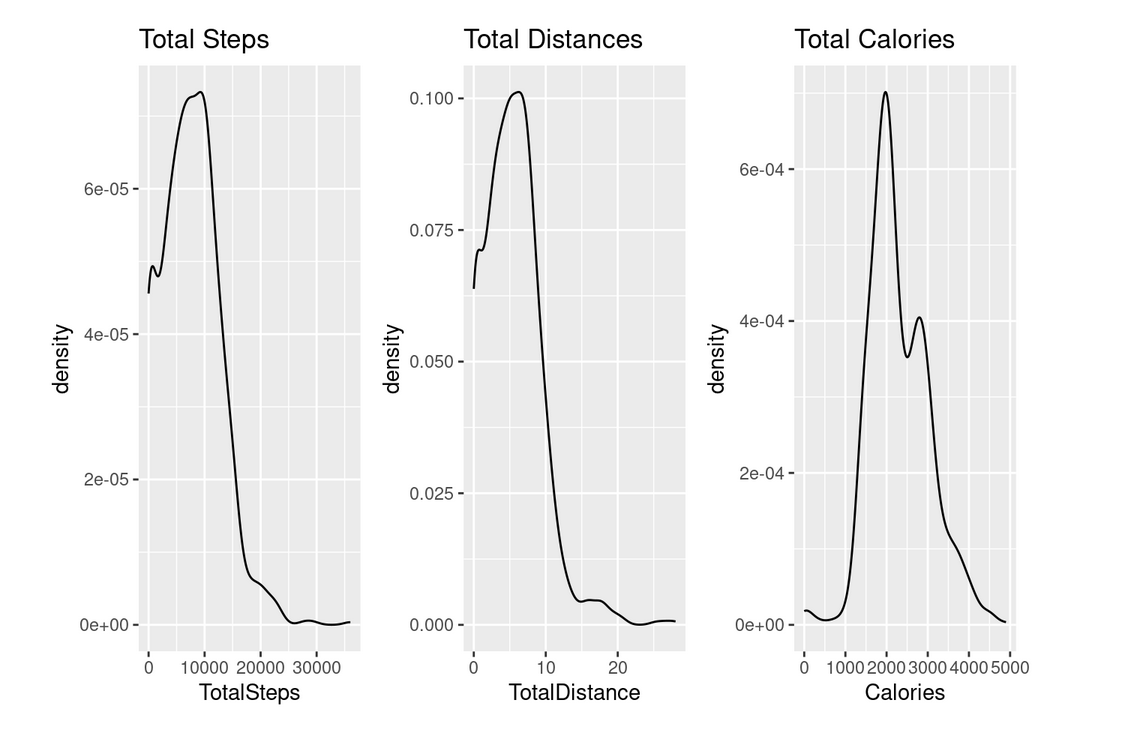 Total Steps
6e-05
4e-05
2e-05
0e+00
density
0 10000 20000 30000
TotalSteps
Total Distances
0.100
0.075
0.050
0.025
0.000
density
0 10 20
TotalDistance
Total Calories
6e-04
4e-04
2e-04
0e+00
density
0 1000 2000 3000 4000 5000
Calories